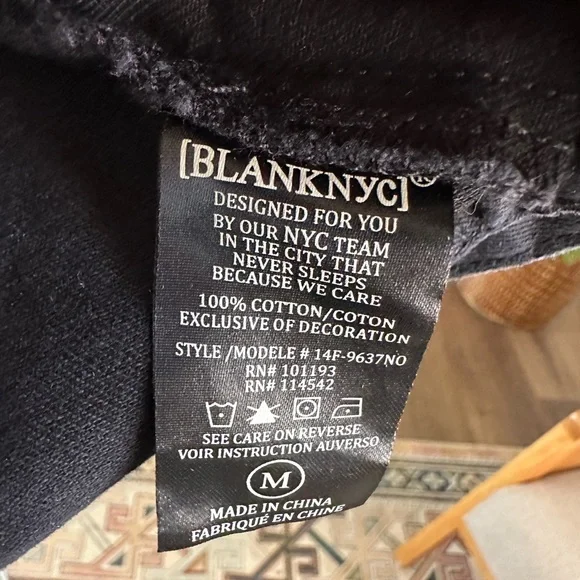 [BLANKNYC]®
DESIGNED FOR YOU
BY OUR NYC TEAM
IN THE CITY THAT
NEVER SLEEPS
BECAUSE WE CARE
100% COTTON/COTON
EXCLUSIVE OF DECORATION
STYLE /MODELE # 14F-9637NO
RN# 101193
RN# 114542
SEE CARE ON REVERSE
VOIR INSTRUCTION AUVERSO
M
MADE IN CHINA
FABRIQUÉ EN CHINE